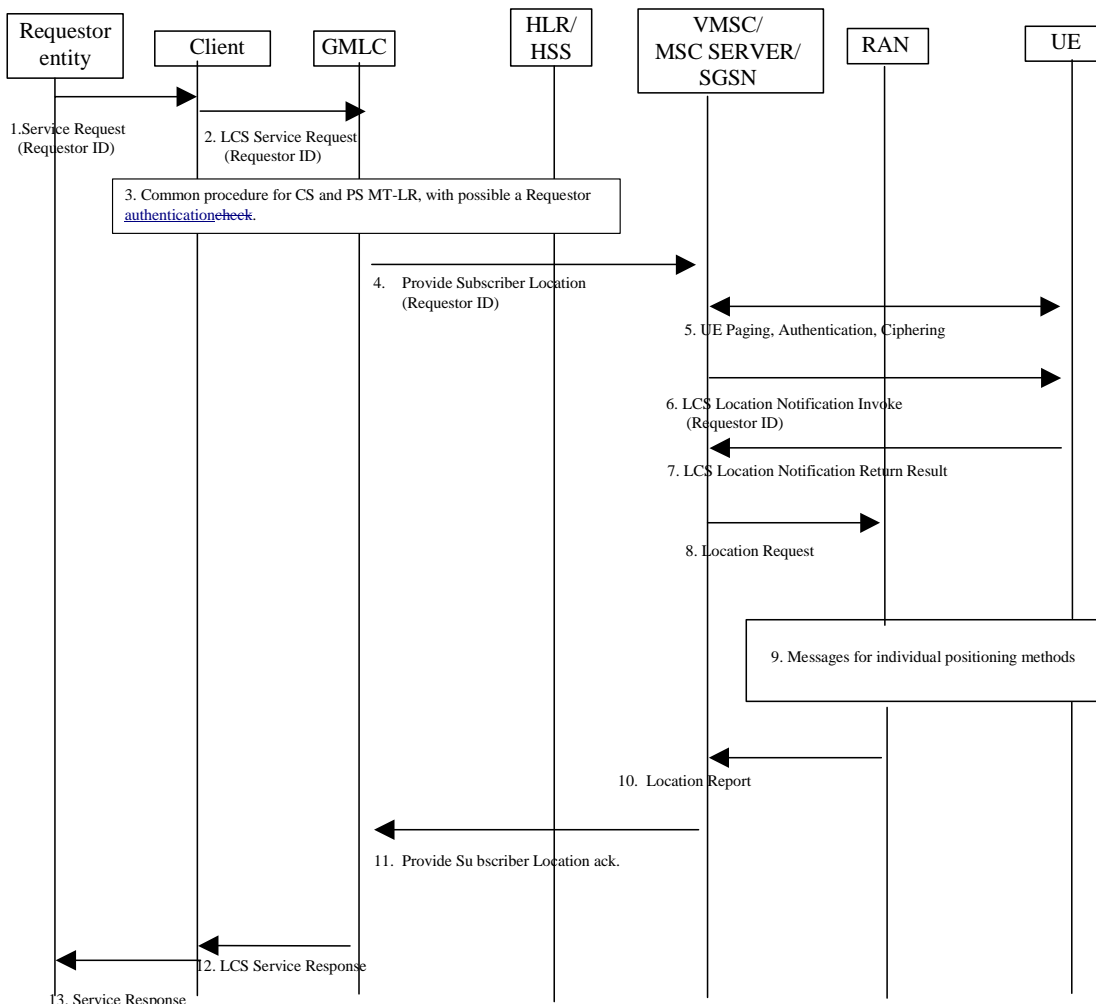 Requestor
entity
Client
GMLC
HLR/
HSS
VMSC/
MSC SERVER/
SGSN
RAN
UE
1.Service Request
(Requestor ID)
2. LCS Service Request
(Requestor ID)
3. Common procedure for CS and PS MT-LR, with possible a Requestor
authenticationcheck.
4. Provide Subscriber Location
(Requestor ID)
5. UE Paging, Authentication, Ciphering
6. LCS Location Notification Invoke
(Requestor ID)
7. LCS Location Notification Return Result
8. Location Request
9. Messages for individual positioning methods
10. Location Report
11. Provide Su bscriber Location ack.
12. LCS Service Response
13. Service Response